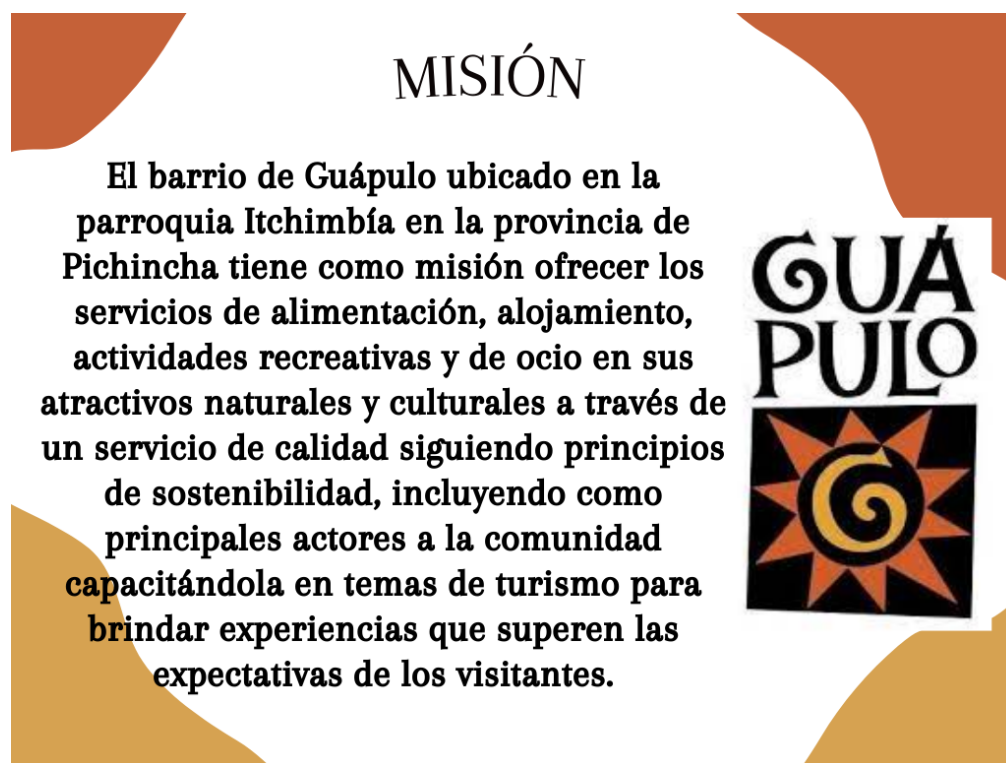 MISIÓN
El barrio de Guápulo ubicado en la
parroquia Itchimbía en la provincia de
Pichincha tiene como misión ofrecer los
servicios de alimentación, alojamiento,
actividades recreativas y de ocio en sus
atractivos naturales y culturales a través de
un servicio de calidad siguiendo principios
de sostenibilidad, incluyendo como
principales actores a la comunidad
capacitándola en temas de turismo para
brindar experiencias que superen las
expectativas de los visitantes.
GUÁ
PULO
G